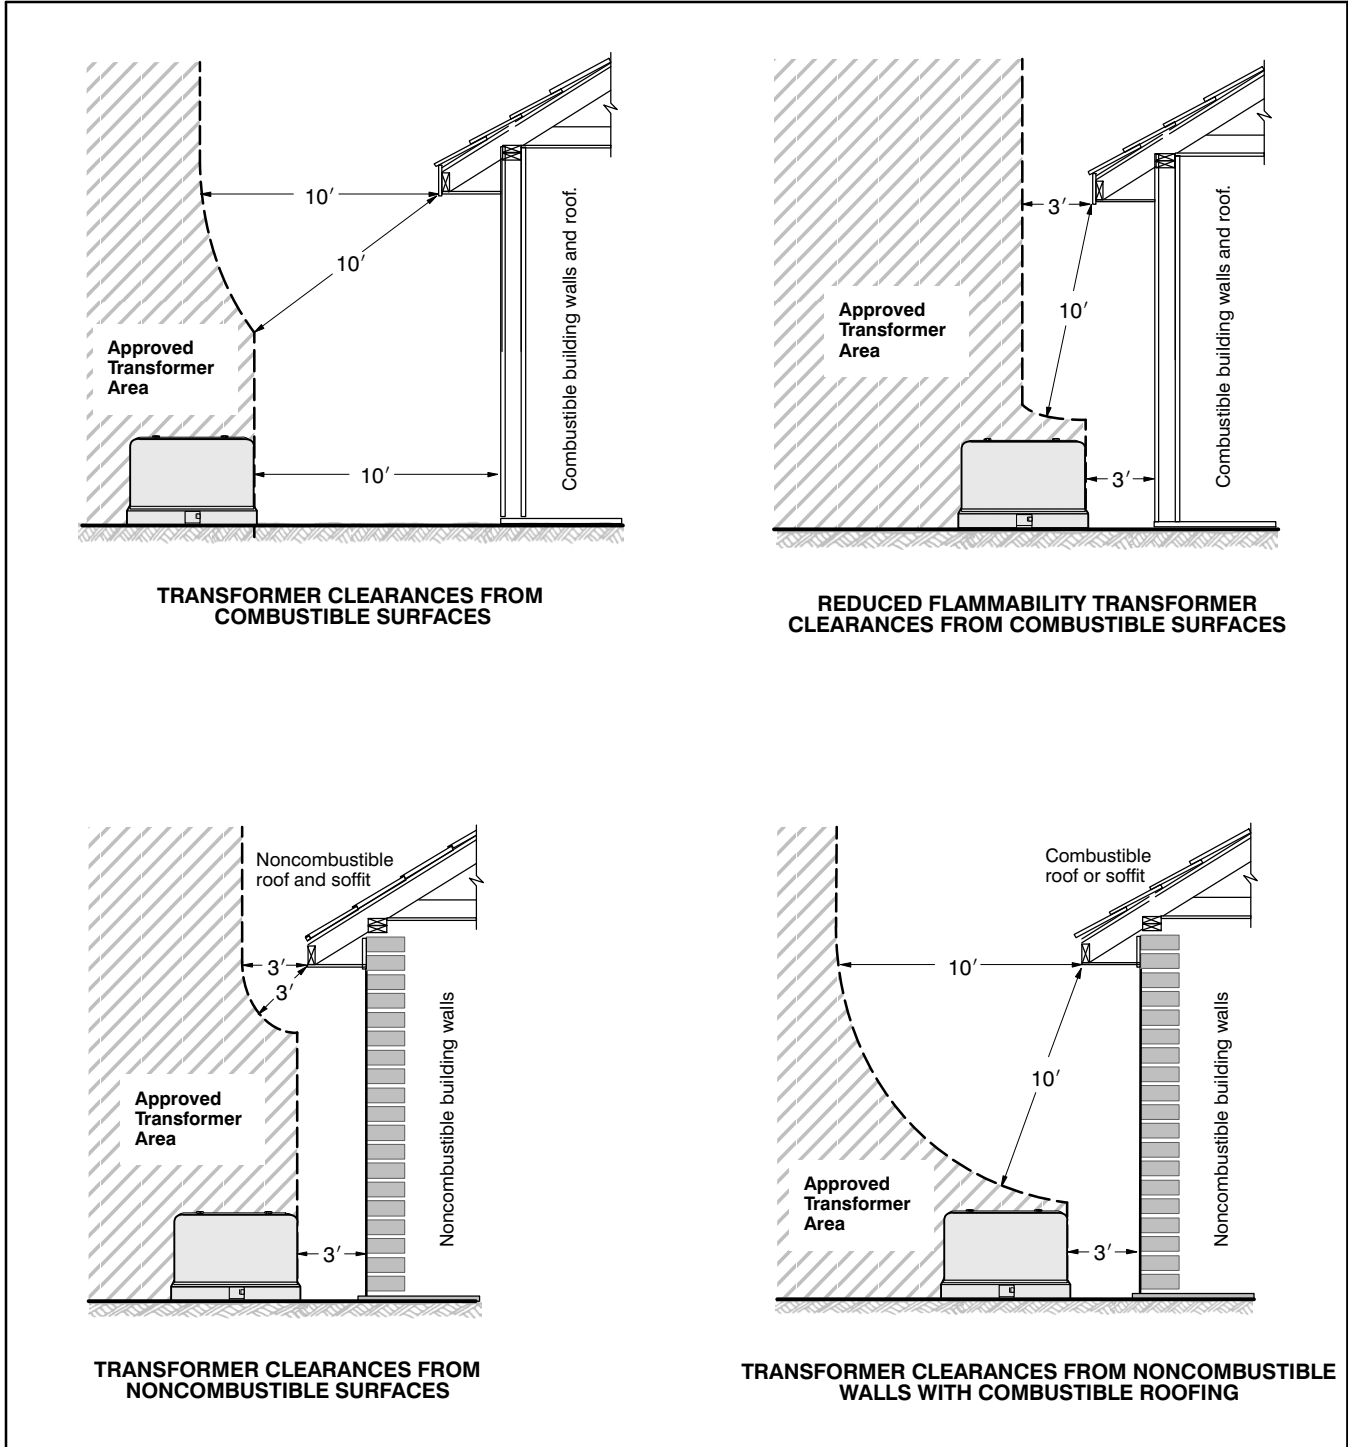 10′
10′
Approved
Transformer
Area
10′
Combustible building walls and roof.
TRANSFORMER CLEARANCES FROM
COMBUSTIBLE SURFACES
3′
10′
Approved
Transformer
Area
3′
Combustible building walls and roof.
REDUCED FLAMMABILITY TRANSFORMER
CLEARANCES FROM COMBUSTIBLE SURFACES
Noncombustible
roof and soffit
3′
3′
Approved
Transformer
Area
3′
Noncombustible building walls
TRANSFORMER CLEARANCES FROM
NONCOMBUSTIBLE SURFACES
Combustible
roof or soffit
10′
10′
Approved
Transformer
Area
3′
Noncombustible building walls
TRANSFORMER CLEARANCES FROM NONCOMBUSTIBLE
WALLS WITH COMBUSTIBLE ROOFING